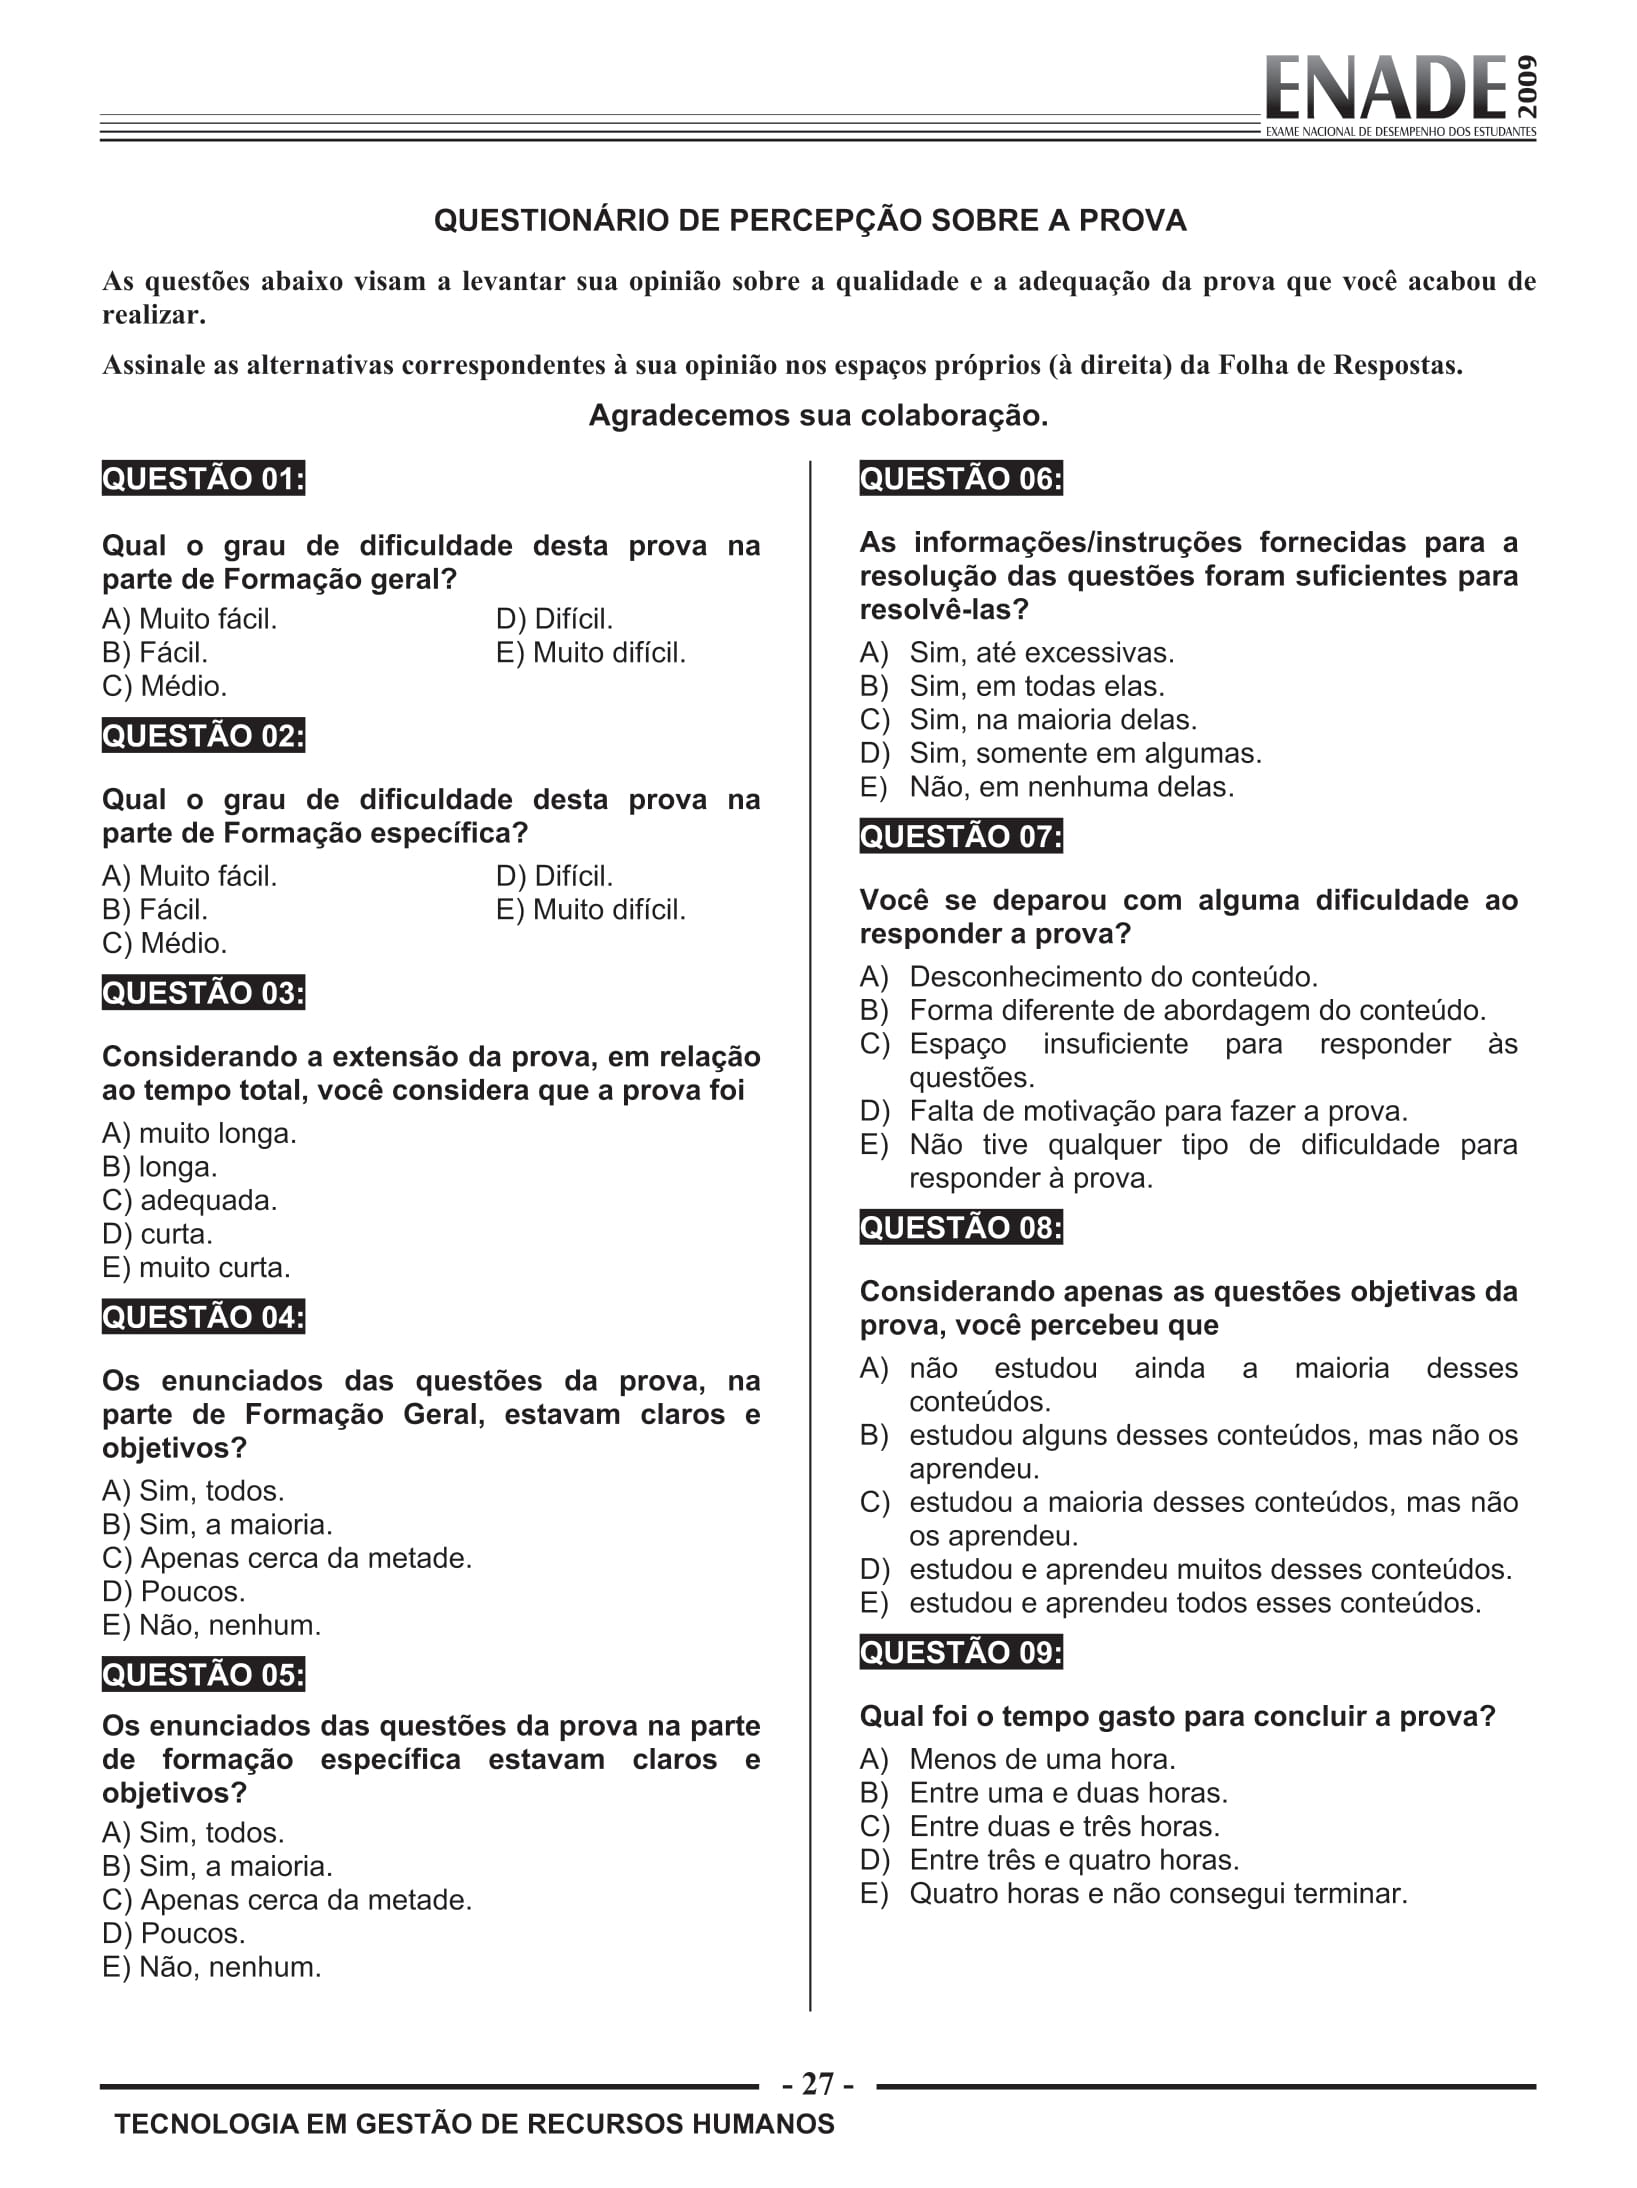 ENADE 2009
EXAME NACIONAL DE DESEMPENHO DOS ESTUDANTES
QUESTIONÁRIO DE PERCEPÇÃO SOBRE A PROVA
As questões abaixo visam a levantar sua opinião sobre a qualidade e a adequação da prova que você acabou de
realizar.
Assinale as alternativas correspondentes à sua opinião nos espaços próprios (à direita) da Folha de Respostas.
Agradecemos sua colaboração.
QUESTÃO 01:
Qual o grau de dificuldade desta prova na
parte de Formação geral?
A) Muito fácil.
B) Fácil.
C) Médio.
D) Difícil.
E) Muito difícil.
QUESTÃO 02:
Qual o grau de dificuldade desta prova na
parte de Formação específica?
A) Muito fácil.
B) Fácil.
C) Médio.
D) Difícil.
E) Muito difícil.
QUESTÃO 03:
Considerando a extensão da prova, em relação
ao tempo total, você considera que a prova foi
A) muito longa.
B) longa.
C) adequada.
D) curta.
E) muito curta.
QUESTÃO 04:
Os enunciados das questões da prova, na
parte de Formação Geral, estavam claros e
objetivos?
A) Sim, todos.
B) Sim, a maioria.
C) Apenas cerca da metade.
D) Poucos.
E) Não, nenhum.
QUESTÃO 05:
Os enunciados das questões da prova na parte
de formação específica estavam claros e
objetivos?
A) Sim, todos.
B) Sim, a maioria.
C) Apenas cerca da metade.
D) Poucos.
E) Não, nenhum.
QUESTÃO 06:
As informações/instruções fornecidas para a
resolução das questões foram suficientes para
resolvê-las?
A) Sim, até excessivas.
B) Sim, em todas elas.
C) Sim, na maioria delas.
D) Sim, somente em algumas.
E) Não, em nenhuma delas.
QUESTÃO 07:
Você se deparou com alguma dificuldade ao
responder a prova?
A) Desconhecimento do conteúdo.
B) Forma diferente de abordagem do conteúdo.
C) Espaço insuficiente para responder às
questões.
D) Falta de motivação para fazer a prova.
E) Não tive qualquer tipo de dificuldade para
responder à prova.
QUESTÃO 08:
Considerando apenas as questões objetivas da
prova, você percebeu que
A) não estudou ainda a maioria desses
conteúdos.
B) estudou alguns desses conteúdos, mas não os
aprendeu.
C) estudou a maioria desses conteúdos, mas não
os aprendeu.
D) estudou e aprendeu muitos desses conteúdos.
E) estudou e aprendeu todos esses conteúdos.
QUESTÃO 09:
Qual foi o tempo gasto para concluir a prova?
A) Menos de uma hora.
B) Entre uma e duas horas.
C) Entre duas e três horas.
D) Entre três e quatro horas.
E) Quatro horas e não consegui terminar.
- 27 -
TECNOLOGIA EM GESTÃO DE RECURSOS HUMANOS